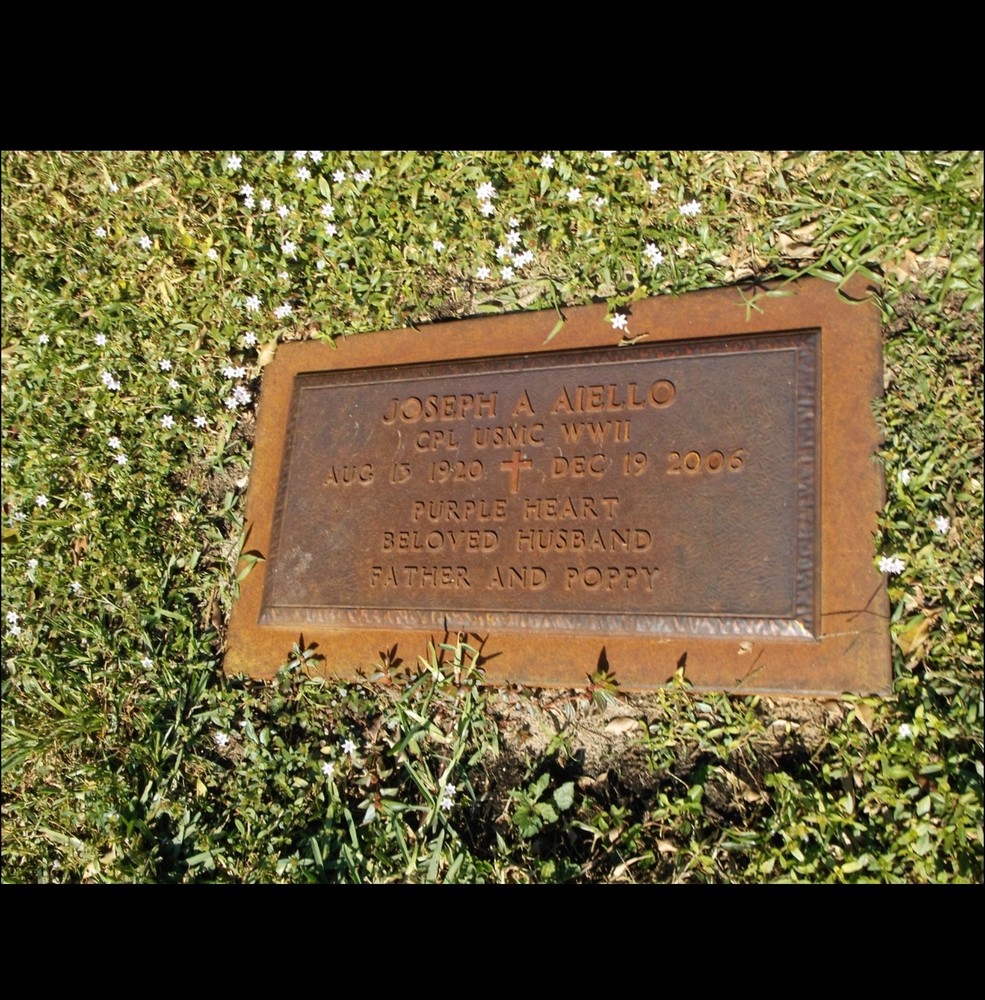 JOSEPH A AIELLO
CPL USMC WWII
AUG 13 1920 DEC 19 2006
PURPLE HEART
BELOVED HUSBAND
FATHER AND POPPY